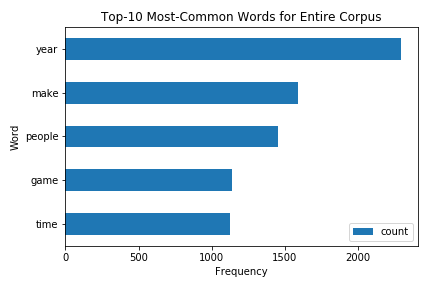 Top-10 Most-Common Words for Entire Corpus
year
make
people
game
time
Word
count
0 500 1000 1500 2000
Frequency